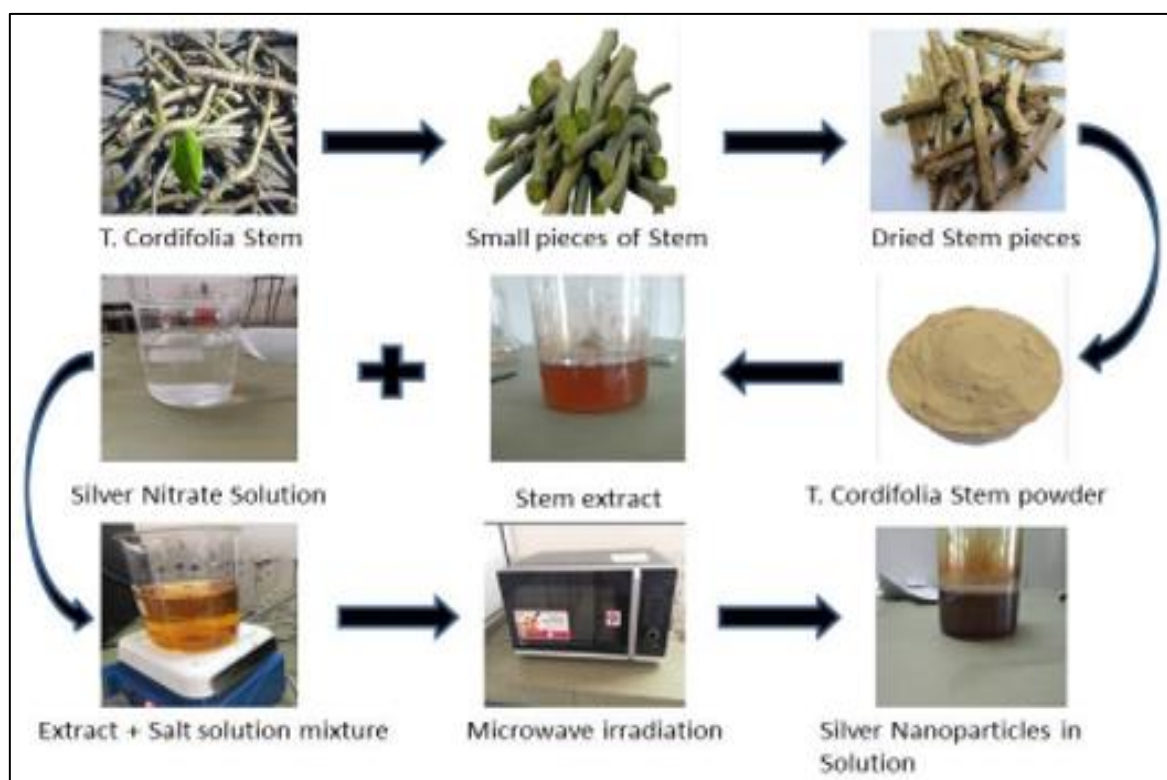 T. Cordifolia Stem
Small pieces of Stem
Dried Stem pieces
Silver Nitrate Solution
Stem extract
T. Cordifolia Stem powder
Extract + Salt solution mixture
Microwave irradiation
Silver Nanoparticles in
Solution